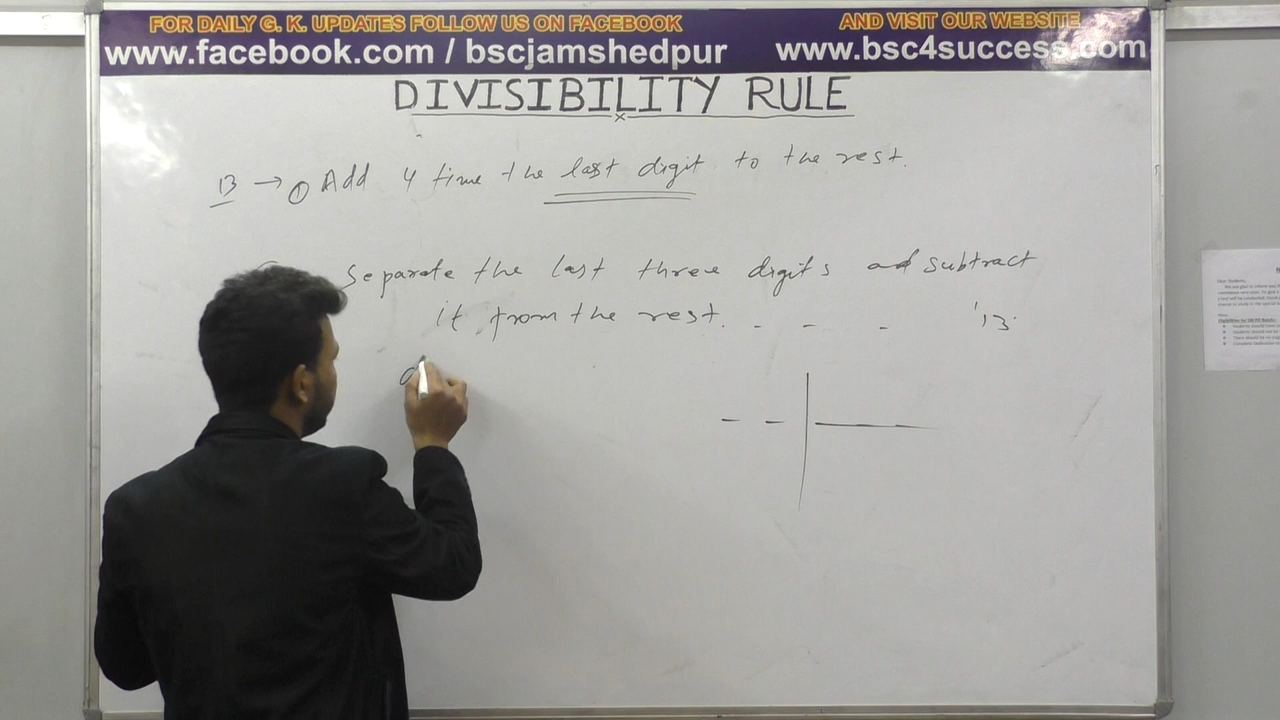 FOR DAILY G. K. UPDATES FOLLOW US ON FACEBOOK
AND VISIT OUR WEBSITE
www.facebook.com / bscjamshedpur
www.bsc4success.com
DIVISIBILITY RULE
13 → ① Add 4 time the last digit to the rest.
Separate the last three digits and subtract
it from the rest. - - - '13'
Dear Students,